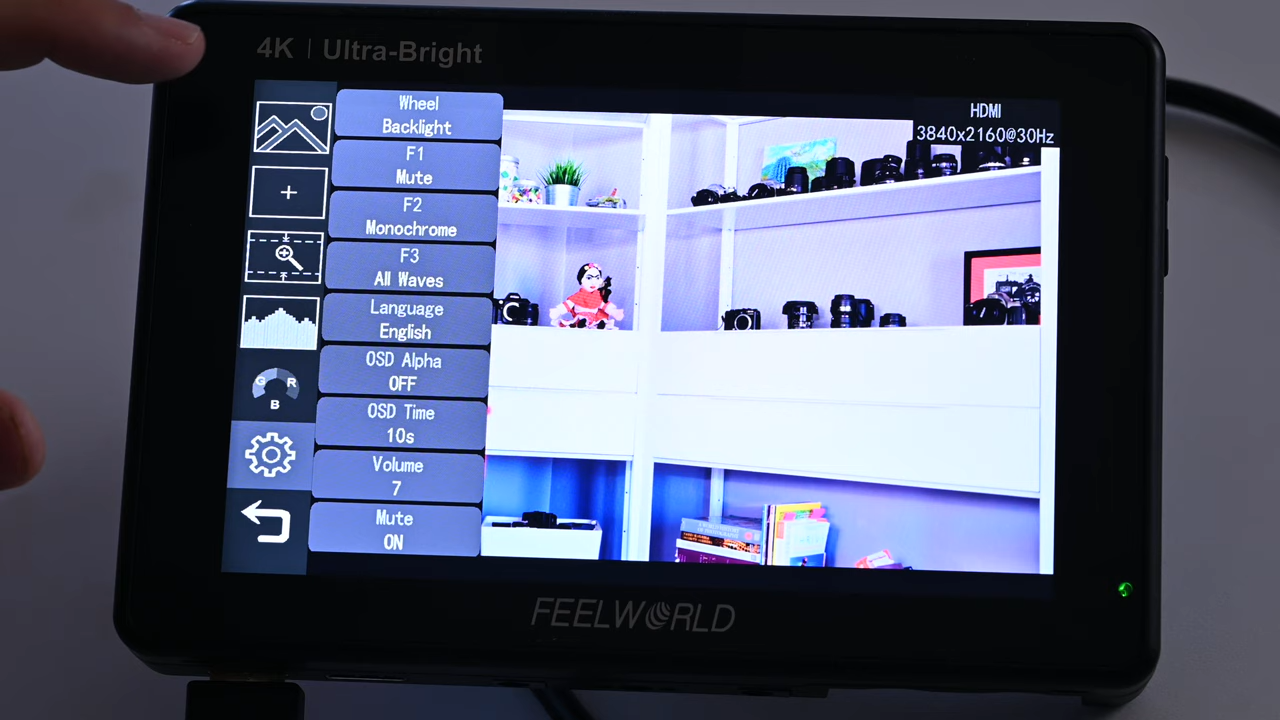 4K | Ultra-Bright
HDMI
3840x2160@30Hz
Wheel
Backlight
F1
Mute
F2
Monochrome
F3
All Waves
Language
English
OSD Alpha
OFF
OSD Time
10s
Volume
7
Mute
ON
G R
B
FEELWORLD